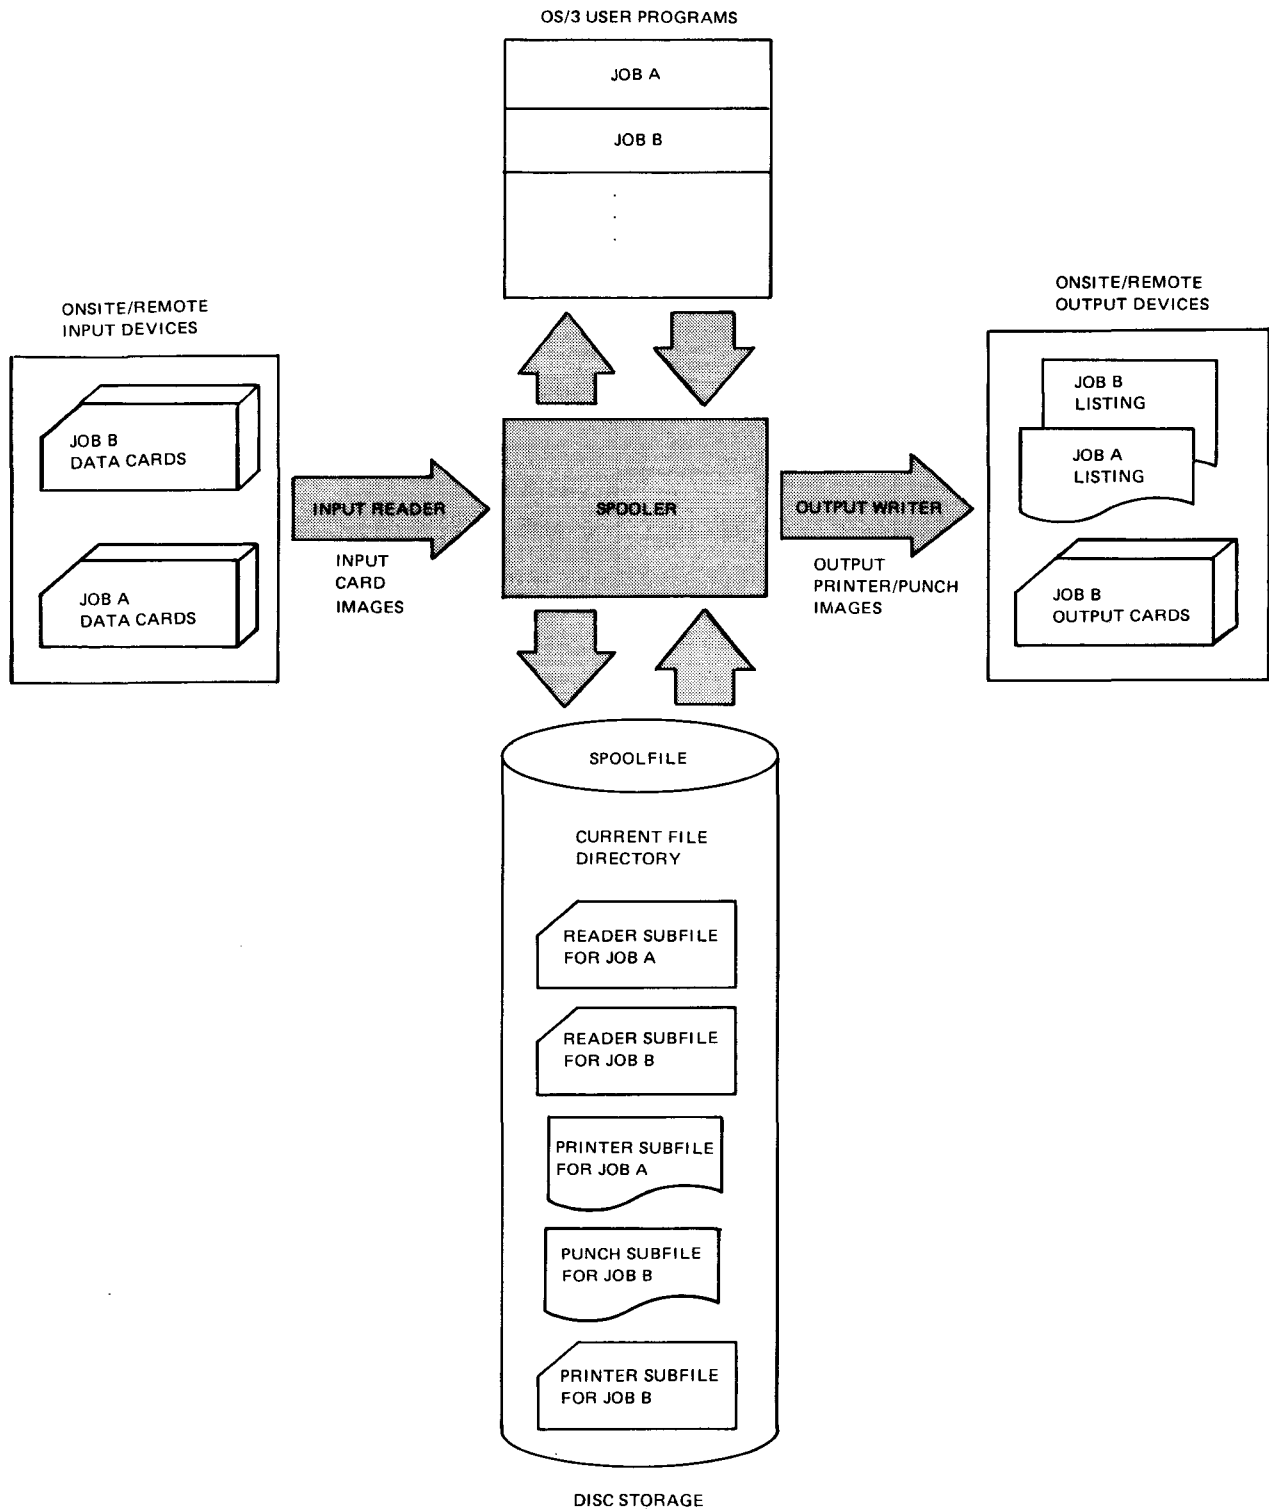 OS/3 USER PROGRAMS
JOB A
JOB B
ONSITE/REMOTE
INPUT DEVICES
JOB B
DATA CARDS
JOB A
DATA CARDS
INPUT READER
INPUT
CARD
IMAGES
SPOOLER
OUTPUT WRITER
OUTPUT
PRINTER/PUNCH
IMAGES
ONSITE/REMOTE
OUTPUT DEVICES
JOB B
LISTING
JOB A
LISTING
JOB B
OUTPUT CARDS
SPOOLFILE
CURRENT FILE
DIRECTORY
READER SUBFILE
FOR JOB A
READER SUBFILE
FOR JOB B
PRINTER SUBFILE
FOR JOB A
PUNCH SUBFILE
FOR JOB B
PRINTER SUBFILE
FOR JOB B
DISC STORAGE